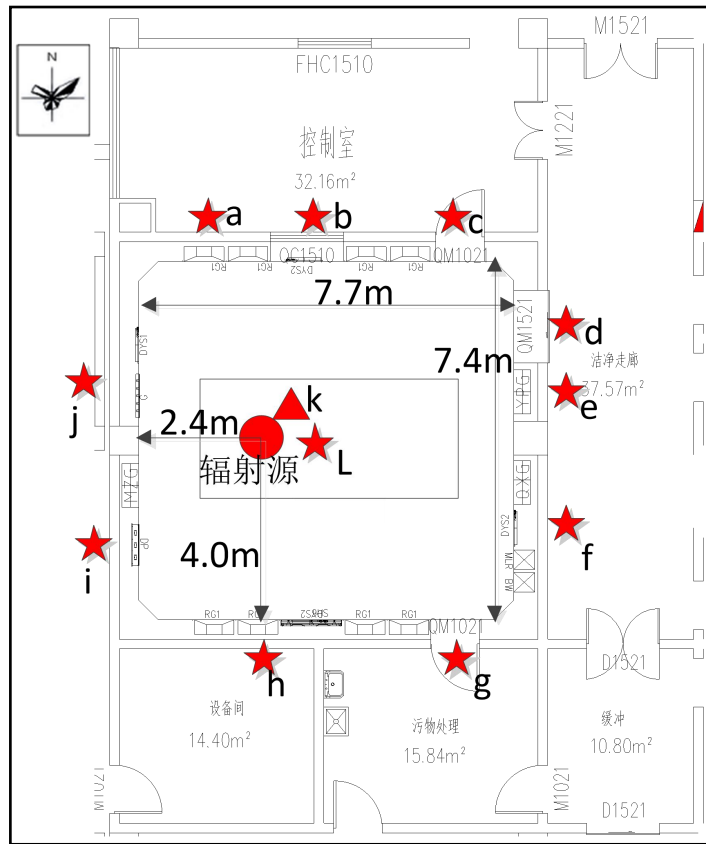 N
M1521
FHC1510
控制室
32.16m²
M1221
a
b
c
QC1510
QM1021
RG1
RG1
DYS2
RG1
RG1
7.7m
QM1521
d
7.4m
洁净走廊
37.57m²
DYS1
YPG
e
j
G
k
2.4m
L
辐射源
MZG
QXG
4.0m
DYS2
f
i
DP
MLR
BW
RG1
RG1
RG1
RG1
QM1021
h
g
D1521
设备间
14.40m²
污物处理
15.84m²
缓冲
10.80m²
M1021
M1021
D1521